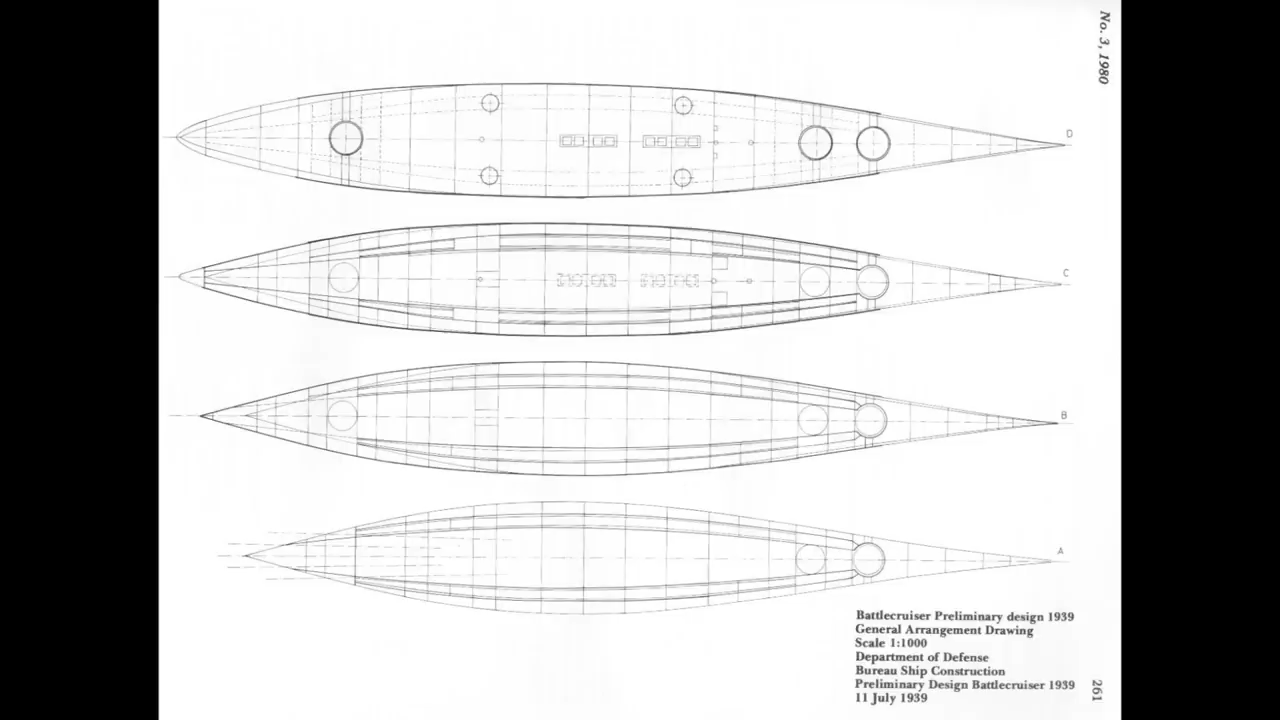 No. 3, 1980
D
C
B
A
Battlecruiser Preliminary design 1939
General Arrangement Drawing
Scale 1:1000
Department of Defense
Bureau Ship Construction
Preliminary Design Battlecruiser 1939
11 July 1939
261